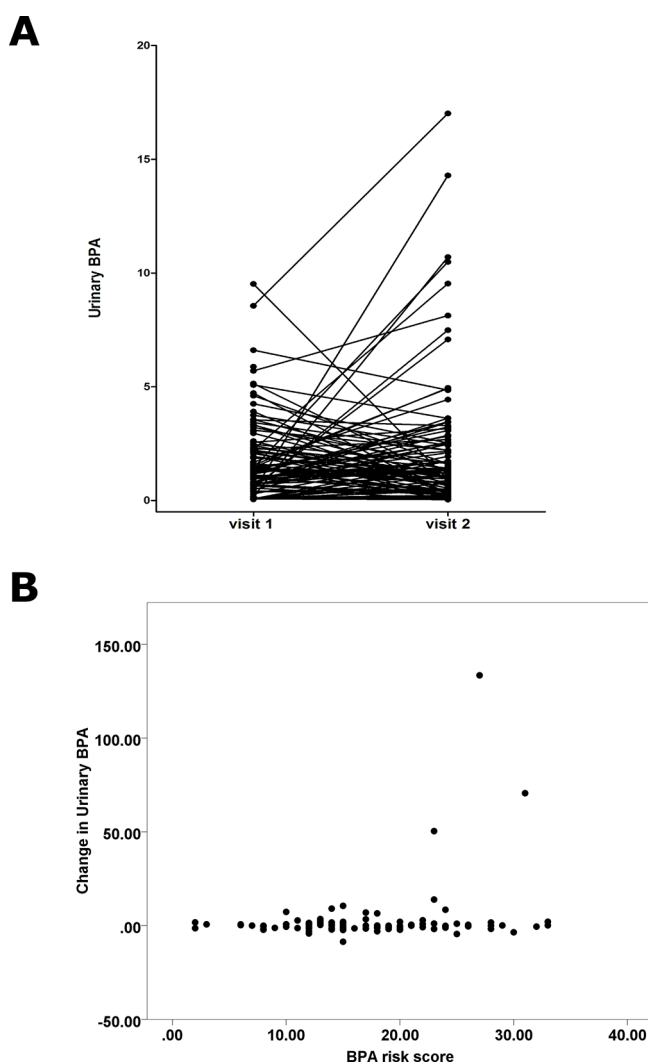 A
20
15
10
5
0
Urinary BPA
visit 1 visit 2
B
150.00
100.00
50.00
.00
-50.00
Change in Urinary BPA
.00 10.00 20.00 30.00 40.00
BPA risk score